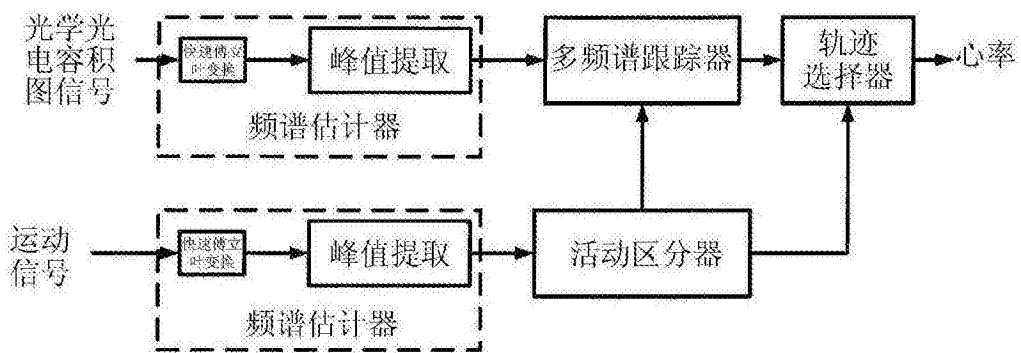 光学光
电容积
图信号
快速傅立
叶变换
峰值提取
频谱估计器
多频谱跟踪器
轨迹
选择器
心率
运动
信号
快速傅立
叶变换
峰值提取
频谱估计器
活动区分器